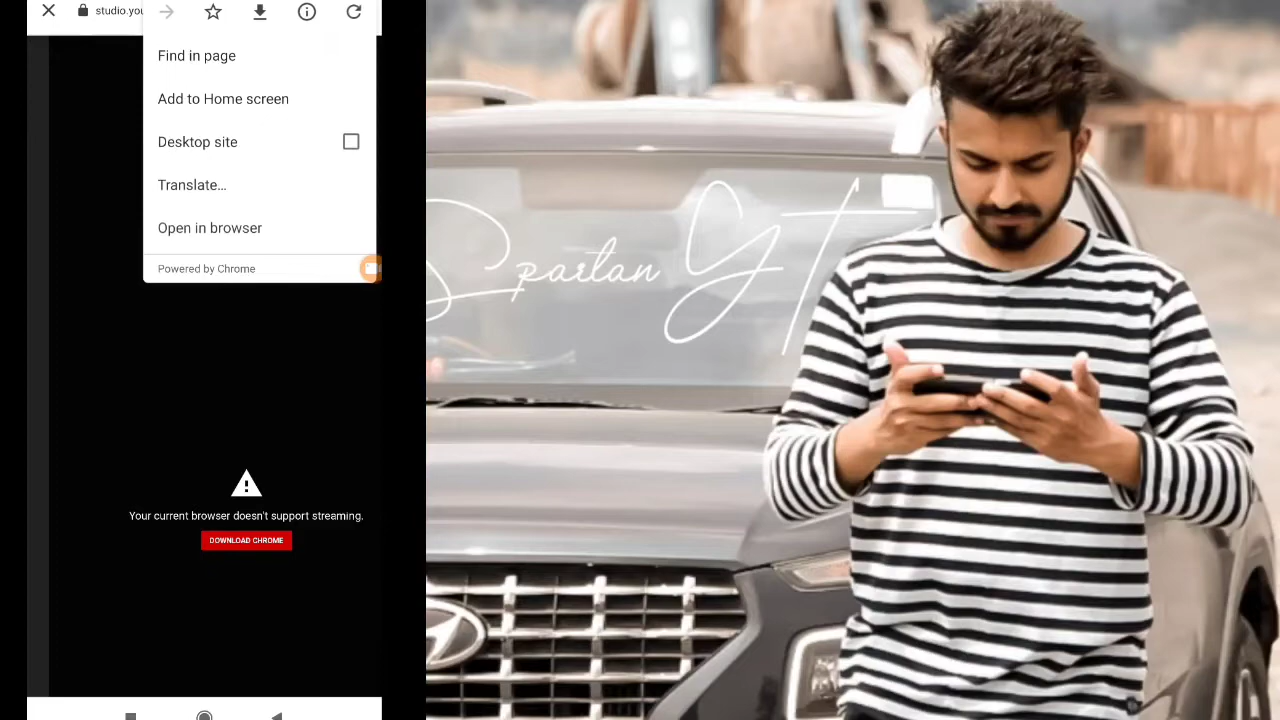 studio.you
Find in page
Add to Home screen
Desktop site
Translate...
Open in browser
Powered by Chrome
Your current browser doesn't support streaming.
DOWNLOAD CHROME
Spartan YT